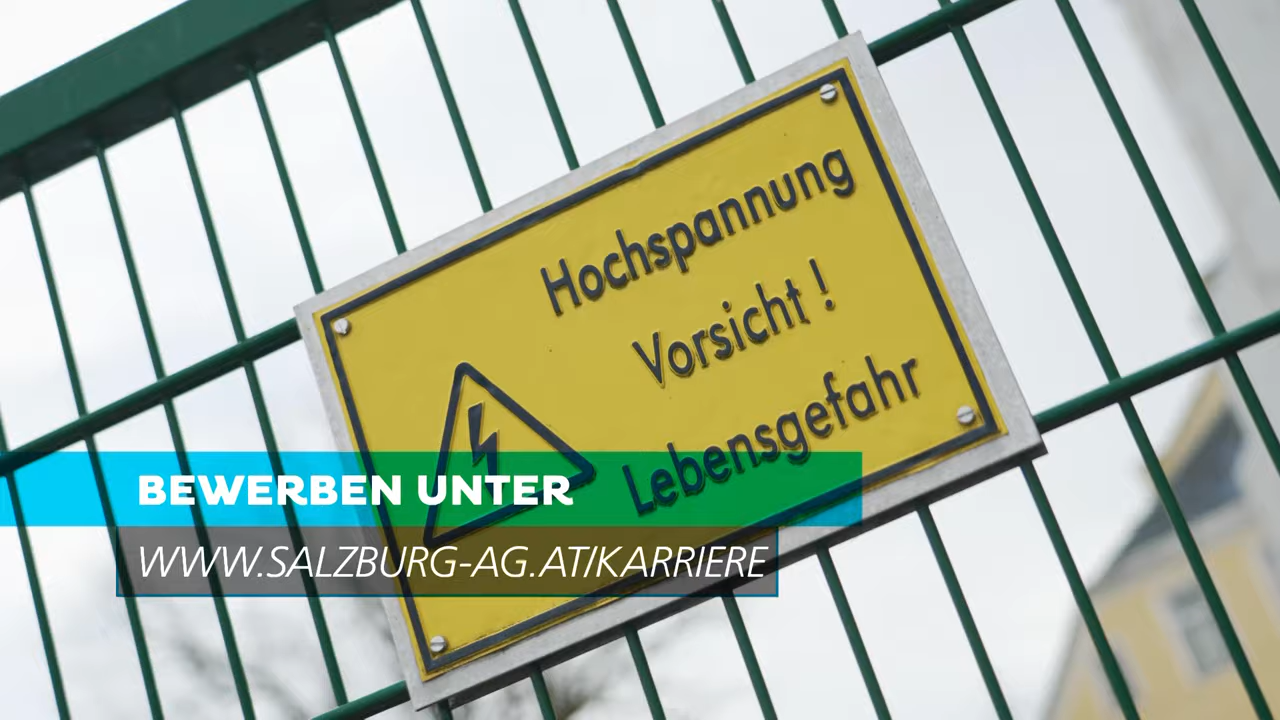 Hochspannung
Vorsicht !
Lebensgefahr
BEWERBEN UNTER
WWW.SALZBURG-AG.AT/KARRIERE